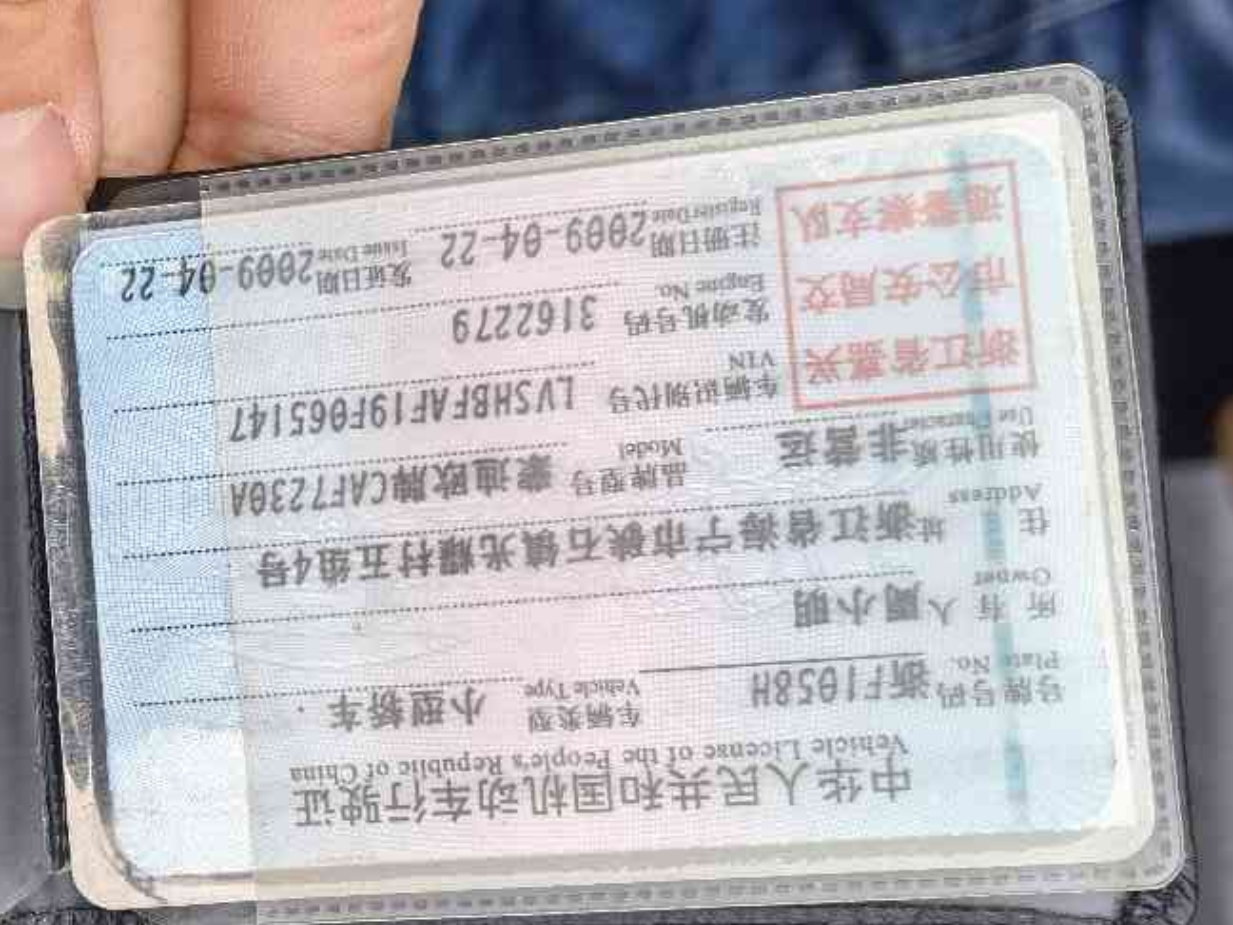 中华人民共和国机动车行驶证
Vehicle License of the People's Republic of China
号牌号码 浙F1058H 车辆类型 小型轿车
Plate No. Vehicle Type
所有人 周小明
Owner
住址 浙江省海宁市硖石镇光耀村五组4号
Address
使用性质 非营运 品牌型号 蒙迪欧牌CAF7230A
Use Character Model
浙江省嘉兴
市公安局交
通警察支队
车辆识别代号 LVSHBFAF19F065147
VIN
发动机号码 3162279
Engine No.
注册日期 2009-04-22 发证日期 2009-04-22
Register Date Issue Date